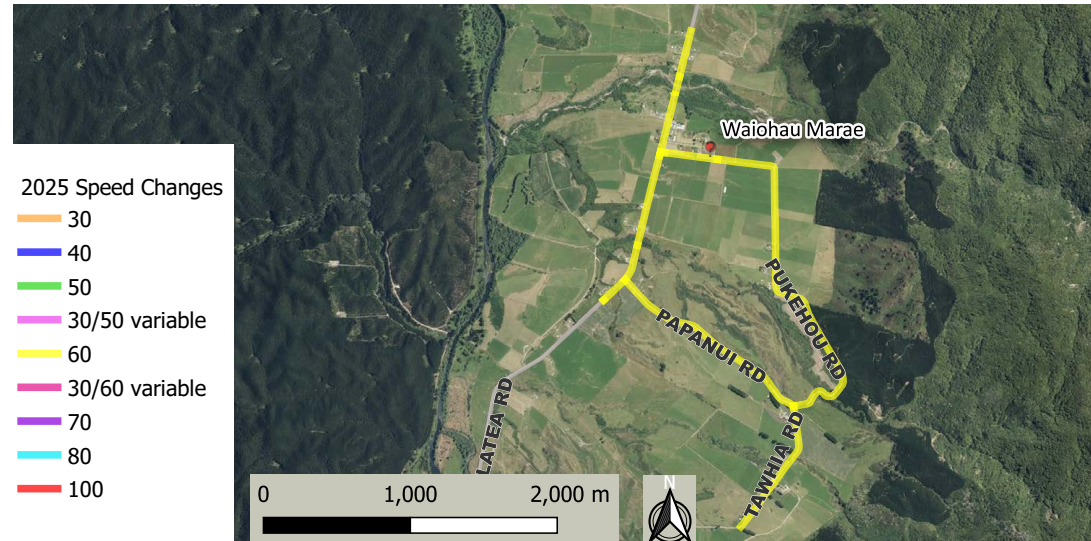 Waiohau Marae
2025 Speed Changes
30
40
50
30/50 variable
60
30/60 variable
70
80
100
PUKEHOU RD
PAPANUI RD
LATEA RD
TAWHIA RD
0 1,000 2,000 m
N